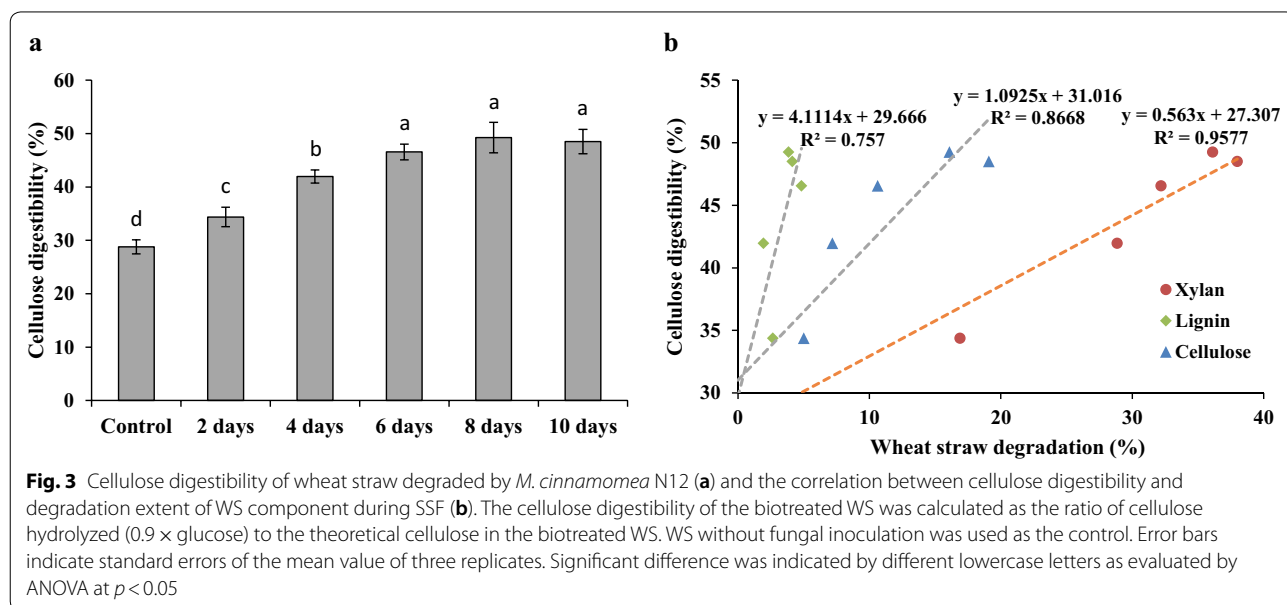 a
Cellulose digestibility (%)
60
50
40
30
20
10
0
d
c
b
a
a
a
Control 2 days 4 days 6 days 8 days 10 days
b
Cellulose digestibility (%)
55
50
45
40
35
30
y = 4.1114x + 29.666
R² = 0.757
y = 1.0925x + 31.016
R² = 0.8668
y = 0.563x + 27.307
R² = 0.9577
Xylan
Lignin
Cellulose
0 10 20 30 40
Wheat straw degradation (%)
Fig. 3 Cellulose digestibility of wheat straw degraded by M. cinnamomea N12 (a) and the correlation between cellulose digestibility and
degradation extent of WS component during SSF (b). The cellulose digestibility of the biotreated WS was calculated as the ratio of cellulose
hydrolyzed (0.9 × glucose) to the theoretical cellulose in the biotreated WS. WS without fungal inoculation was used as the control. Error bars
indicate standard errors of the mean value of three replicates. Significant difference was indicated by different lowercase letters as evaluated by
ANOVA at p < 0.05